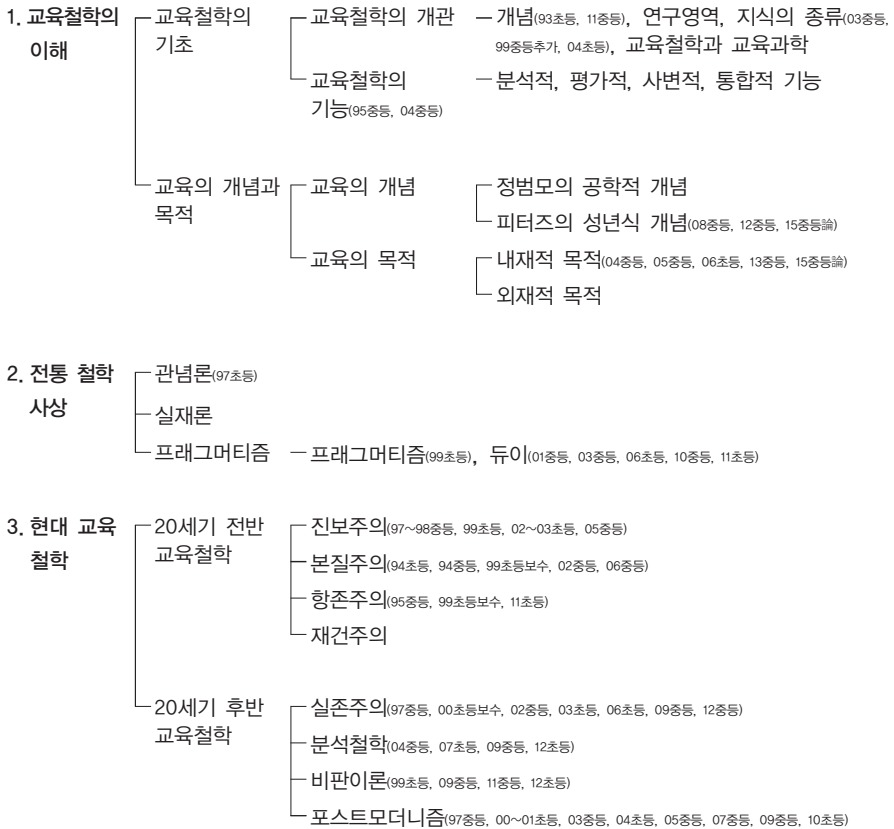 1. 교육철학의 이해
교육철학의 기초
교육철학의 개관
개념(93초등, 11중등), 연구영역, 지식의 종류(03중등,
99중등추가, 04초등), 교육철학과 교육과학
교육철학의 기능(95중등, 04중등)
분석적, 평가적, 사변적, 통합적 기능
교육의 개념과 목적
교육의 개념
정범모의 공학적 개념
피터즈의 성년식 개념(08중등, 12중등, 15중등論)
교육의 목적
내재적 목적(04중등, 05중등, 06초등, 13중등, 15중등論)
외재적 목적
2. 전통 철학 사상
관념론(97초등)
실재론
프래그머티즘
프래그머티즘(99초등), 듀이(01중등, 03중등, 06초등, 10중등, 11초등)
3. 현대 교육 철학
20세기 전반 교육철학
진보주의(97~98중등, 99초등, 02~03초등, 05중등)
본질주의(94초등, 94중등, 99초등보수, 02중등, 06중등)
항존주의(95중등, 99초등보수, 11초등)
재건주의
20세기 후반 교육철학
실존주의(97중등, 00초등보수, 02중등, 03초등, 06초등, 09중등, 12중등)
분석철학(04중등, 07초등, 09중등, 12초등)
비판이론(99초등, 09중등, 11중등, 12초등)
포스트모더니즘(97중등, 00~01초등, 03중등, 04초등, 05중등, 07중등, 09중등, 10초등)